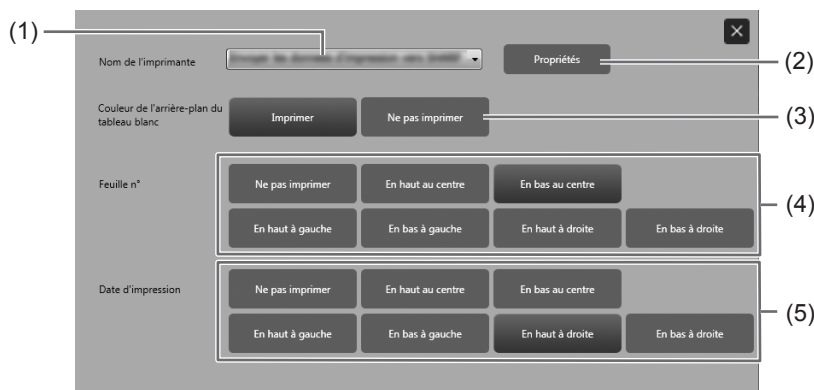 (1)
Nom de l'imprimante
Propriétés
(2)
Couleur de l'arrière-plan du
tableau blanc
Imprimer
Ne pas imprimer
(3)
Feuille n°
Ne pas imprimer
En haut au centre
En bas au centre
En haut à gauche
En bas à gauche
En haut à droite
En bas à droite
(4)
Date d'impression
Ne pas imprimer
En haut au centre
En bas au centre
En haut à gauche
En bas à gauche
En haut à droite
En bas à droite
(5)